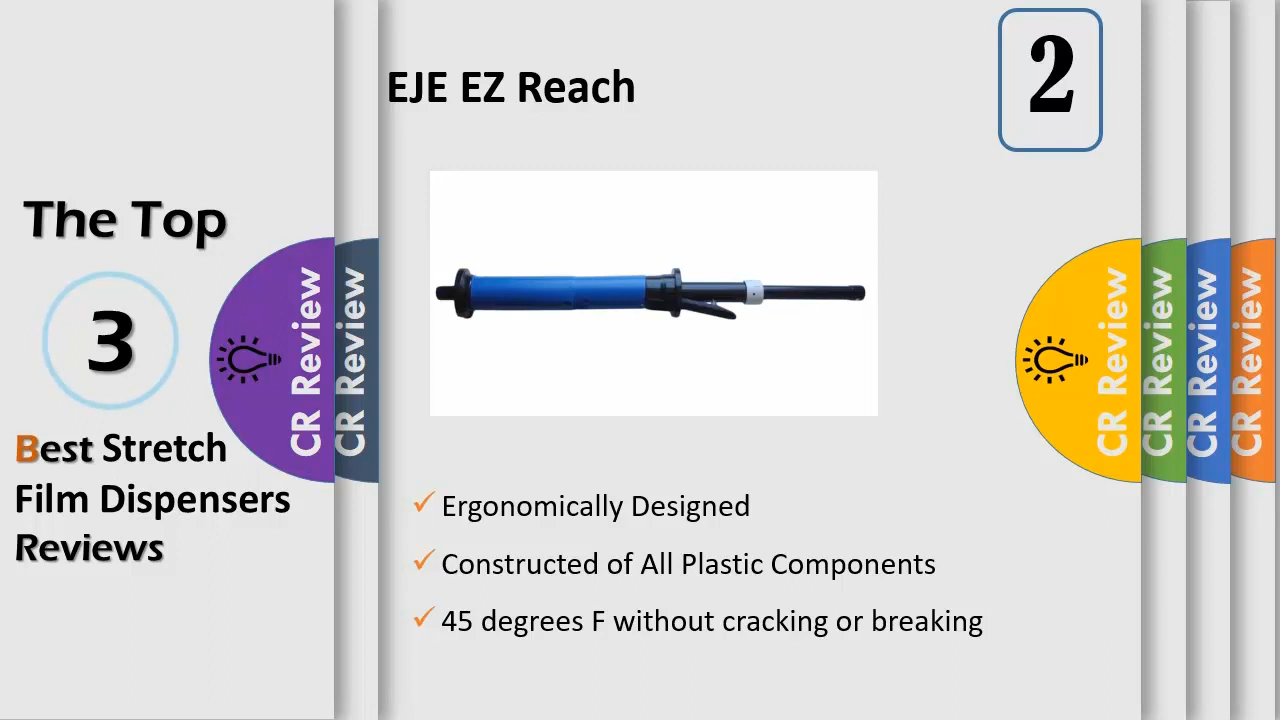 The Top
3
Best Stretch
Film Dispensers
Reviews
CR Review
CR Review
EJE EZ Reach
2
Ergonomically Designed
Constructed of All Plastic Components
45 degrees F without cracking or breaking
CR Review
CR Review
CR Review
CR Review